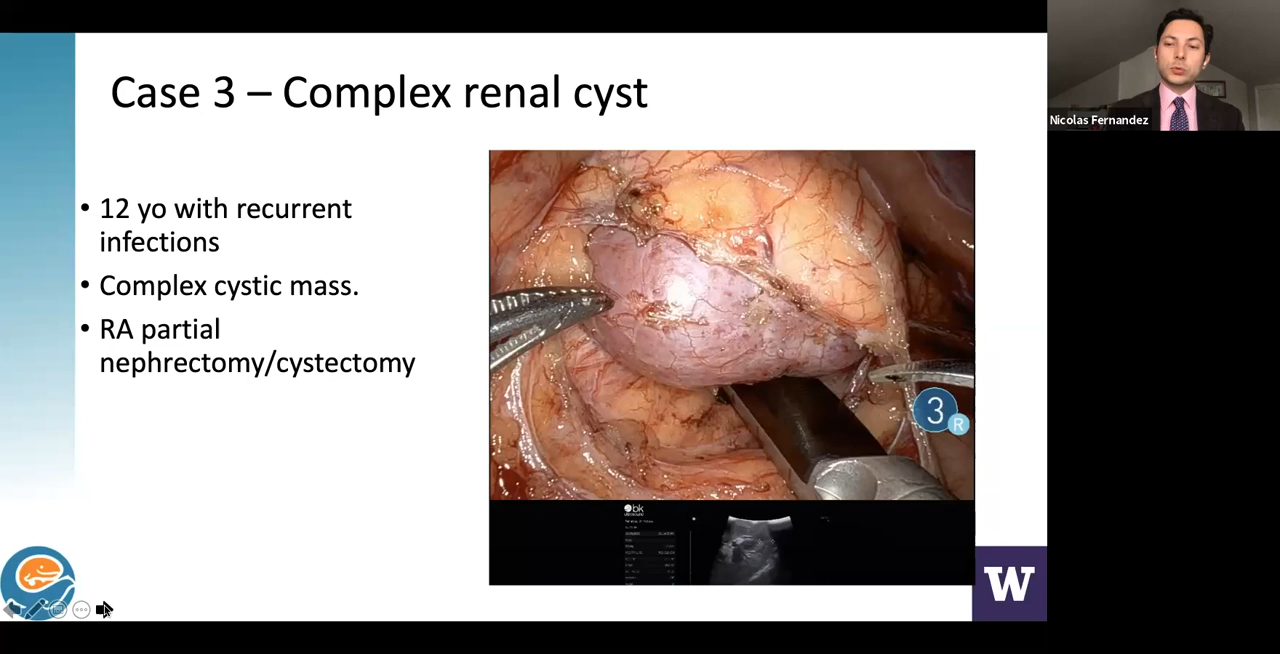 Case 3 – Complex renal cyst
Nicolas Fernandez
• 12 yo with recurrent
infections
• Complex cystic mass.
• RA partial
nephrectomy/cystectomy
3
R
bk
W